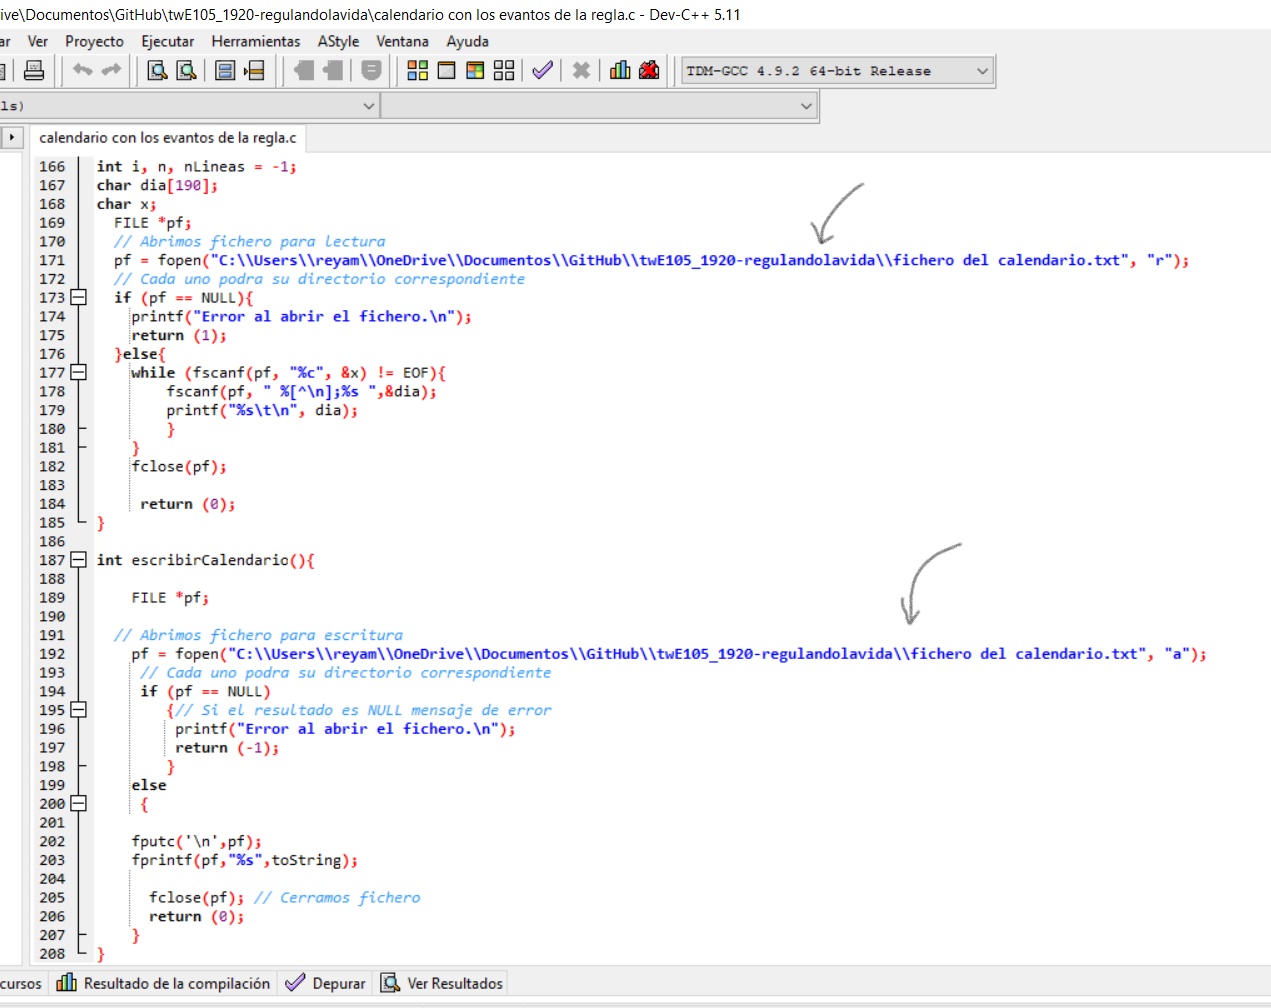 ive\Documentos\GitHub\twE105_1920-regulandolavida\calendario con los evantos de la regla.c - Dev-C++ 5.11
ar Ver Proyecto Ejecutar Herramientas AStyle Ventana Ayuda
TDM-GCC 4.9.2 64-bit Release
ls)
calendario con los evantos de la regla.c
166 int i, n, nLineas = -1;
167 char dia[190];
168 char x;
169 FILE *pf;
170 // Abrimos fichero para lectura
171 pf = fopen("C:\\Users\\reyam\\OneDrive\\Documentos\\GitHub\\twE105_1920-regulandolavida\\fichero del calendario.txt", "r");
172 // Cada uno podra su directorio correspondiente
173 if (pf == NULL){
174 printf("Error al abrir el fichero.\n");
175 return (1);
176 }else{
177 while (fscanf(pf, "%c", &x) != EOF){
178 fscanf(pf, " %[^\n];%s ",&dia);
179 printf("%s\t\n", dia);
180 }
181 }
182 fclose(pf);
183
184 return (0);
185 }
186
187 int escribirCalendario(){
188
189 FILE *pf;
190
191 // Abrimos fichero para escritura
192 pf = fopen("C:\\Users\\reyam\\OneDrive\\Documentos\\GitHub\\twE105_1920-regulandolavida\\fichero del calendario.txt", "a");
193 // Cada uno podra su directorio correspondiente
194 if (pf == NULL)
195 {// Si el resultado es NULL mensaje de error
196 printf("Error al abrir el fichero.\n");
197 return (-1);
198 }
199 else
200 {
201
202 fputc('\n',pf);
203 fprintf(pf,"%s",toString);
204
205 fclose(pf); // Cerramos fichero
206 return (0);
207 }
208 }
cursos Resultado de la compilación Depurar Ver Resultados